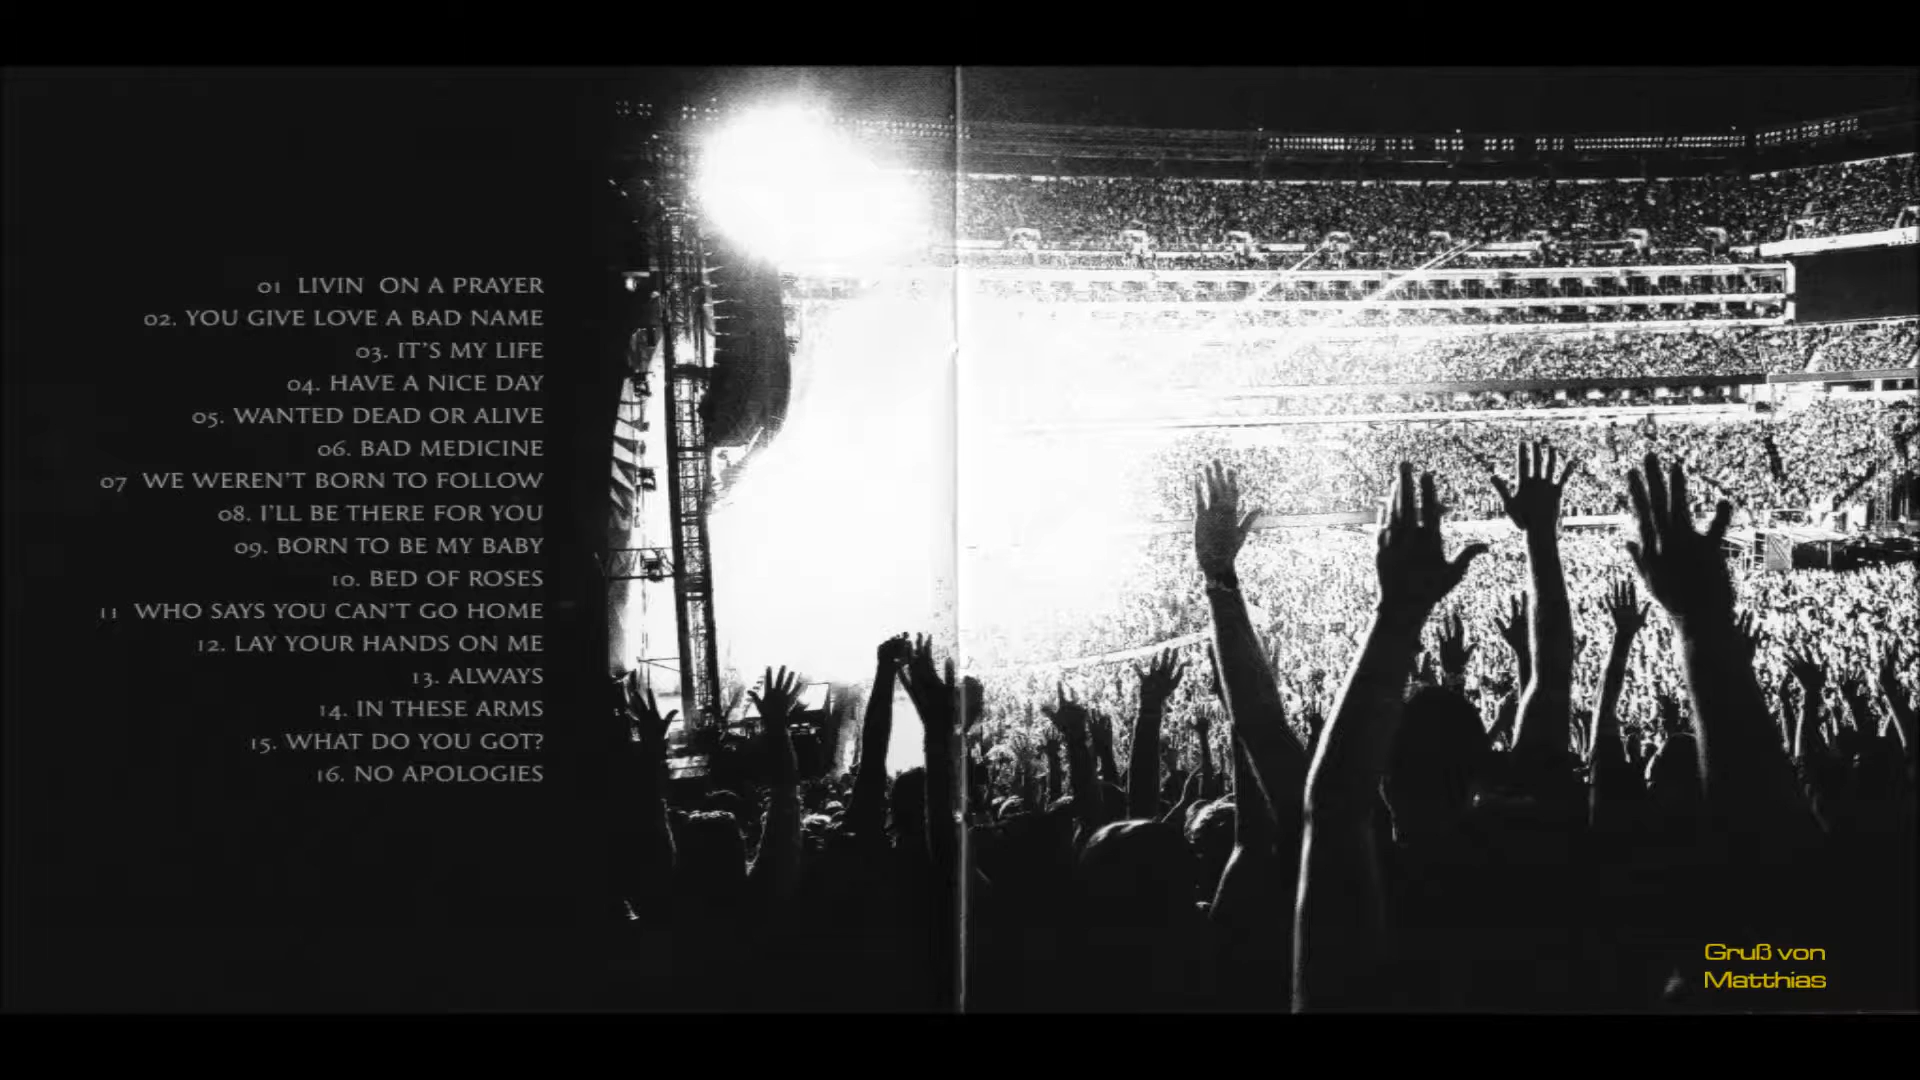 01 LIVIN ON A PRAYER
02. YOU GIVE LOVE A BAD NAME
03. IT'S MY LIFE
04. HAVE A NICE DAY
05. WANTED DEAD OR ALIVE
06. BAD MEDICINE
07 WE WEREN'T BORN TO FOLLOW
08. I'LL BE THERE FOR YOU
09. BORN TO BE MY BABY
10. BED OF ROSES
11 WHO SAYS YOU CAN'T GO HOME
12. LAY YOUR HANDS ON ME
13. ALWAYS
14. IN THESE ARMS
15. WHAT DO YOU GOT?
16. NO APOLOGIES
Gruß von
Matthias